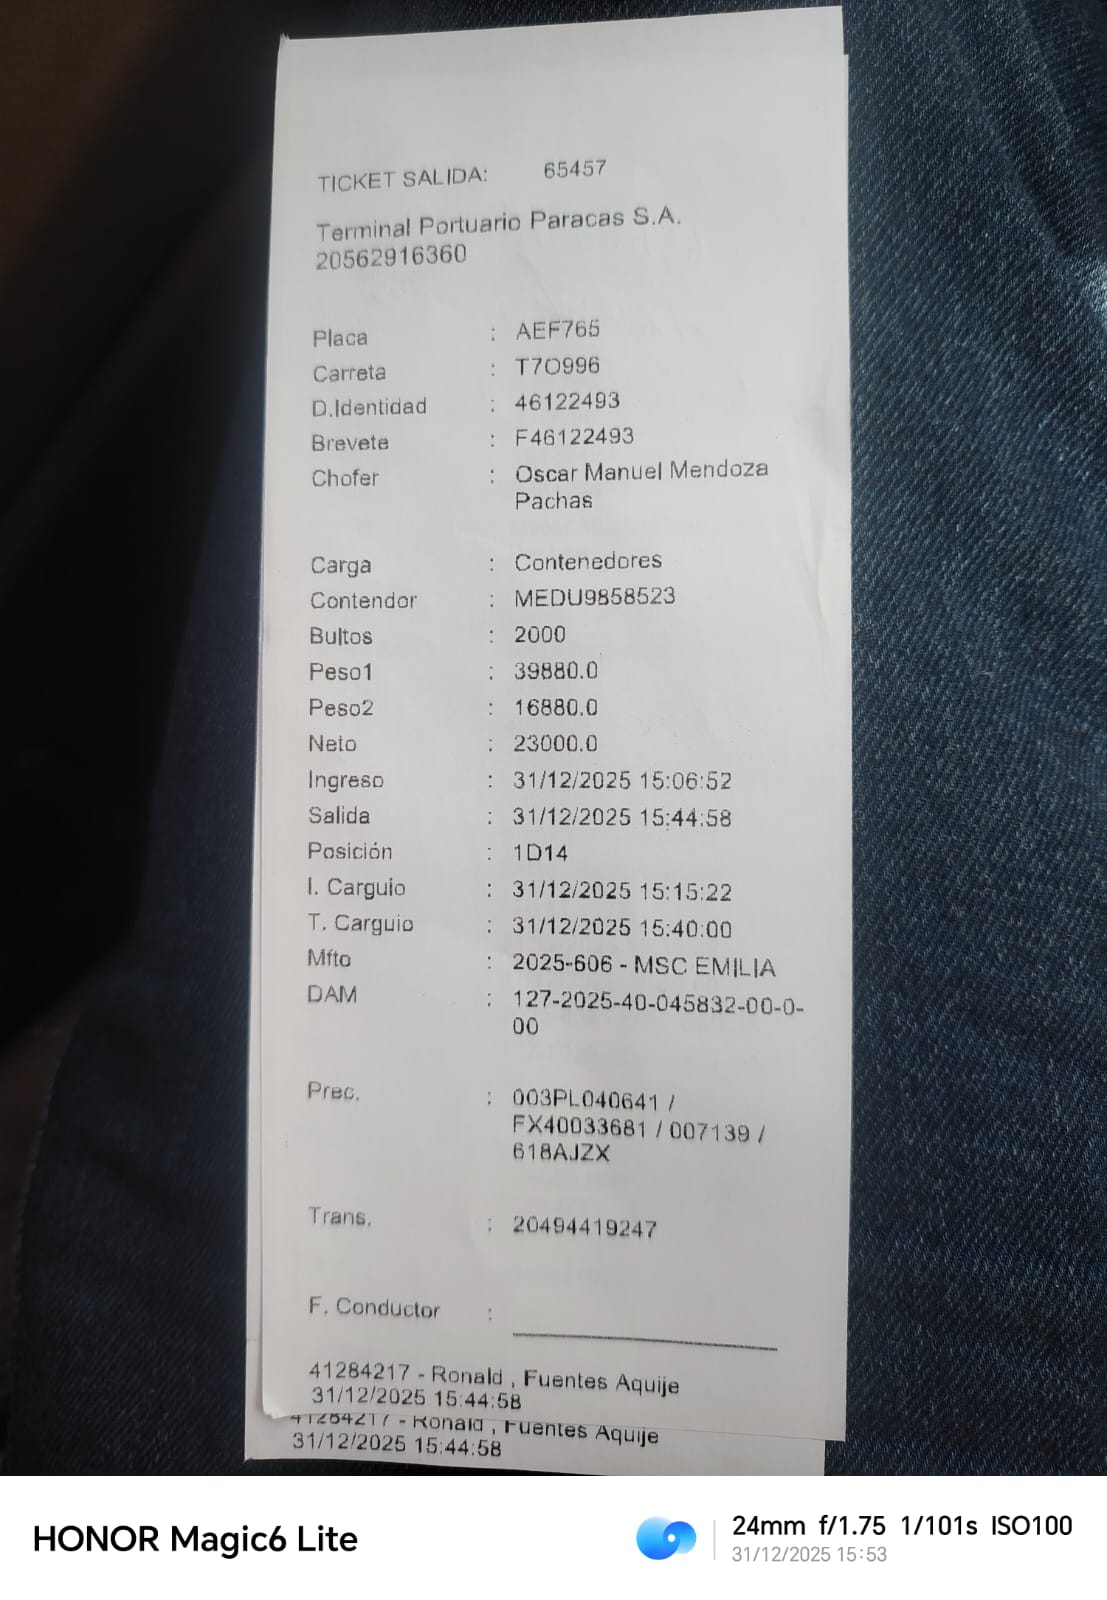 TICKET SALIDA: 65457
Terminal Portuario Paracas S.A.
20562916360
Placa : AEF765
Carreta : T7O996
D.Identidad : 46122493
Brevete : F46122493
Chofer : Oscar Manuel Mendoza
Pachas
Carga : Contenedores
Contendor : MEDU9858523
Bultos : 2000
Peso1 : 39880.0
Peso2 : 16880.0
Neto : 23000.0
Ingreso : 31/12/2025 15:06:52
Salida : 31/12/2025 15:44:58
Posición : 1D14
I. Carguio : 31/12/2025 15:15:22
T. Carguio : 31/12/2025 15:40:00
Mfto : 2025-606 - MSC EMILIA
DAM : 127-2025-40-045832-00-0-
00
Prec. : 003PL040641 /
FX40033681 / 007139 /
618AJZX
Trans. : 20494419247
F. Conductor :
41284217 - Ronald , Fuentes Aquije
31/12/2025 15:44:58
41284217 - Ronald , Fuentes Aquije
31/12/2025 15:44:58
HONOR Magic6 Lite
24mm f/1.75 1/101s ISO100
31/12/2025 15:53